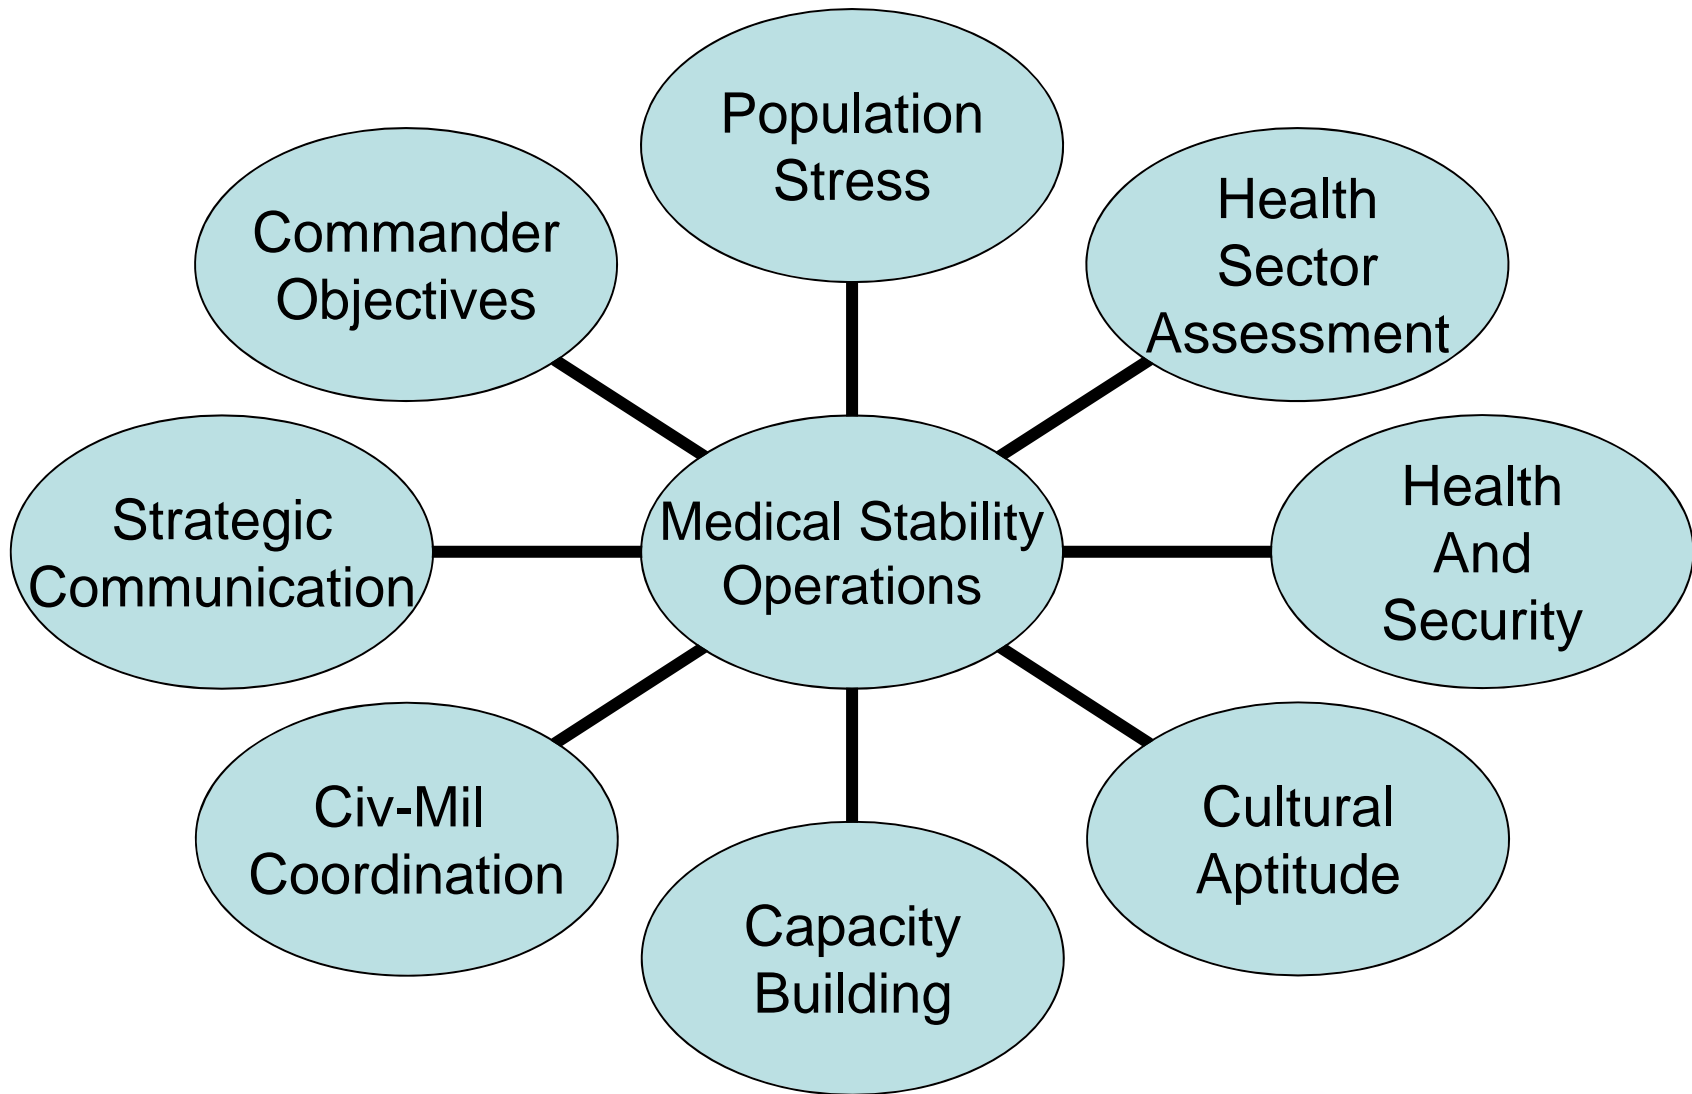 Population
Stress
Health
Sector
Assessment
Health
And
Security
Cultural
Aptitude
Capacity
Building
Civ-Mil
Coordination
Strategic
Communication
Commander
Objectives
Medical Stability
Operations